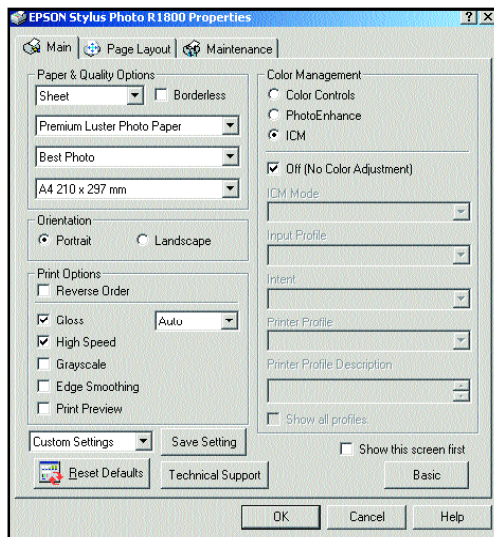 EPSON Stylus Photo R1800 Properties
Main
Page Layout
Maintenance
Paper & Quality Options
Sheet
Borderless
Premium Luster Photo Paper
Best Photo
A4 210 x 297 mm
Orientation
Portrait
Landscape
Print Options
Reverse Order
Gloss
Auto
High Speed
Grayscale
Edge Smoothing
Print Preview
Custom Settings
Save Setting
Reset Defaults
Technical Support
Color Management
Color Controls
PhotoEnhance
ICM
Off (No Color Adjustment)
ICM Mode
Input Profile
Intent
Printer Profile
Printer Profile Description
Show all profiles.
Show this screen first
Basic
OK
Cancel
Help